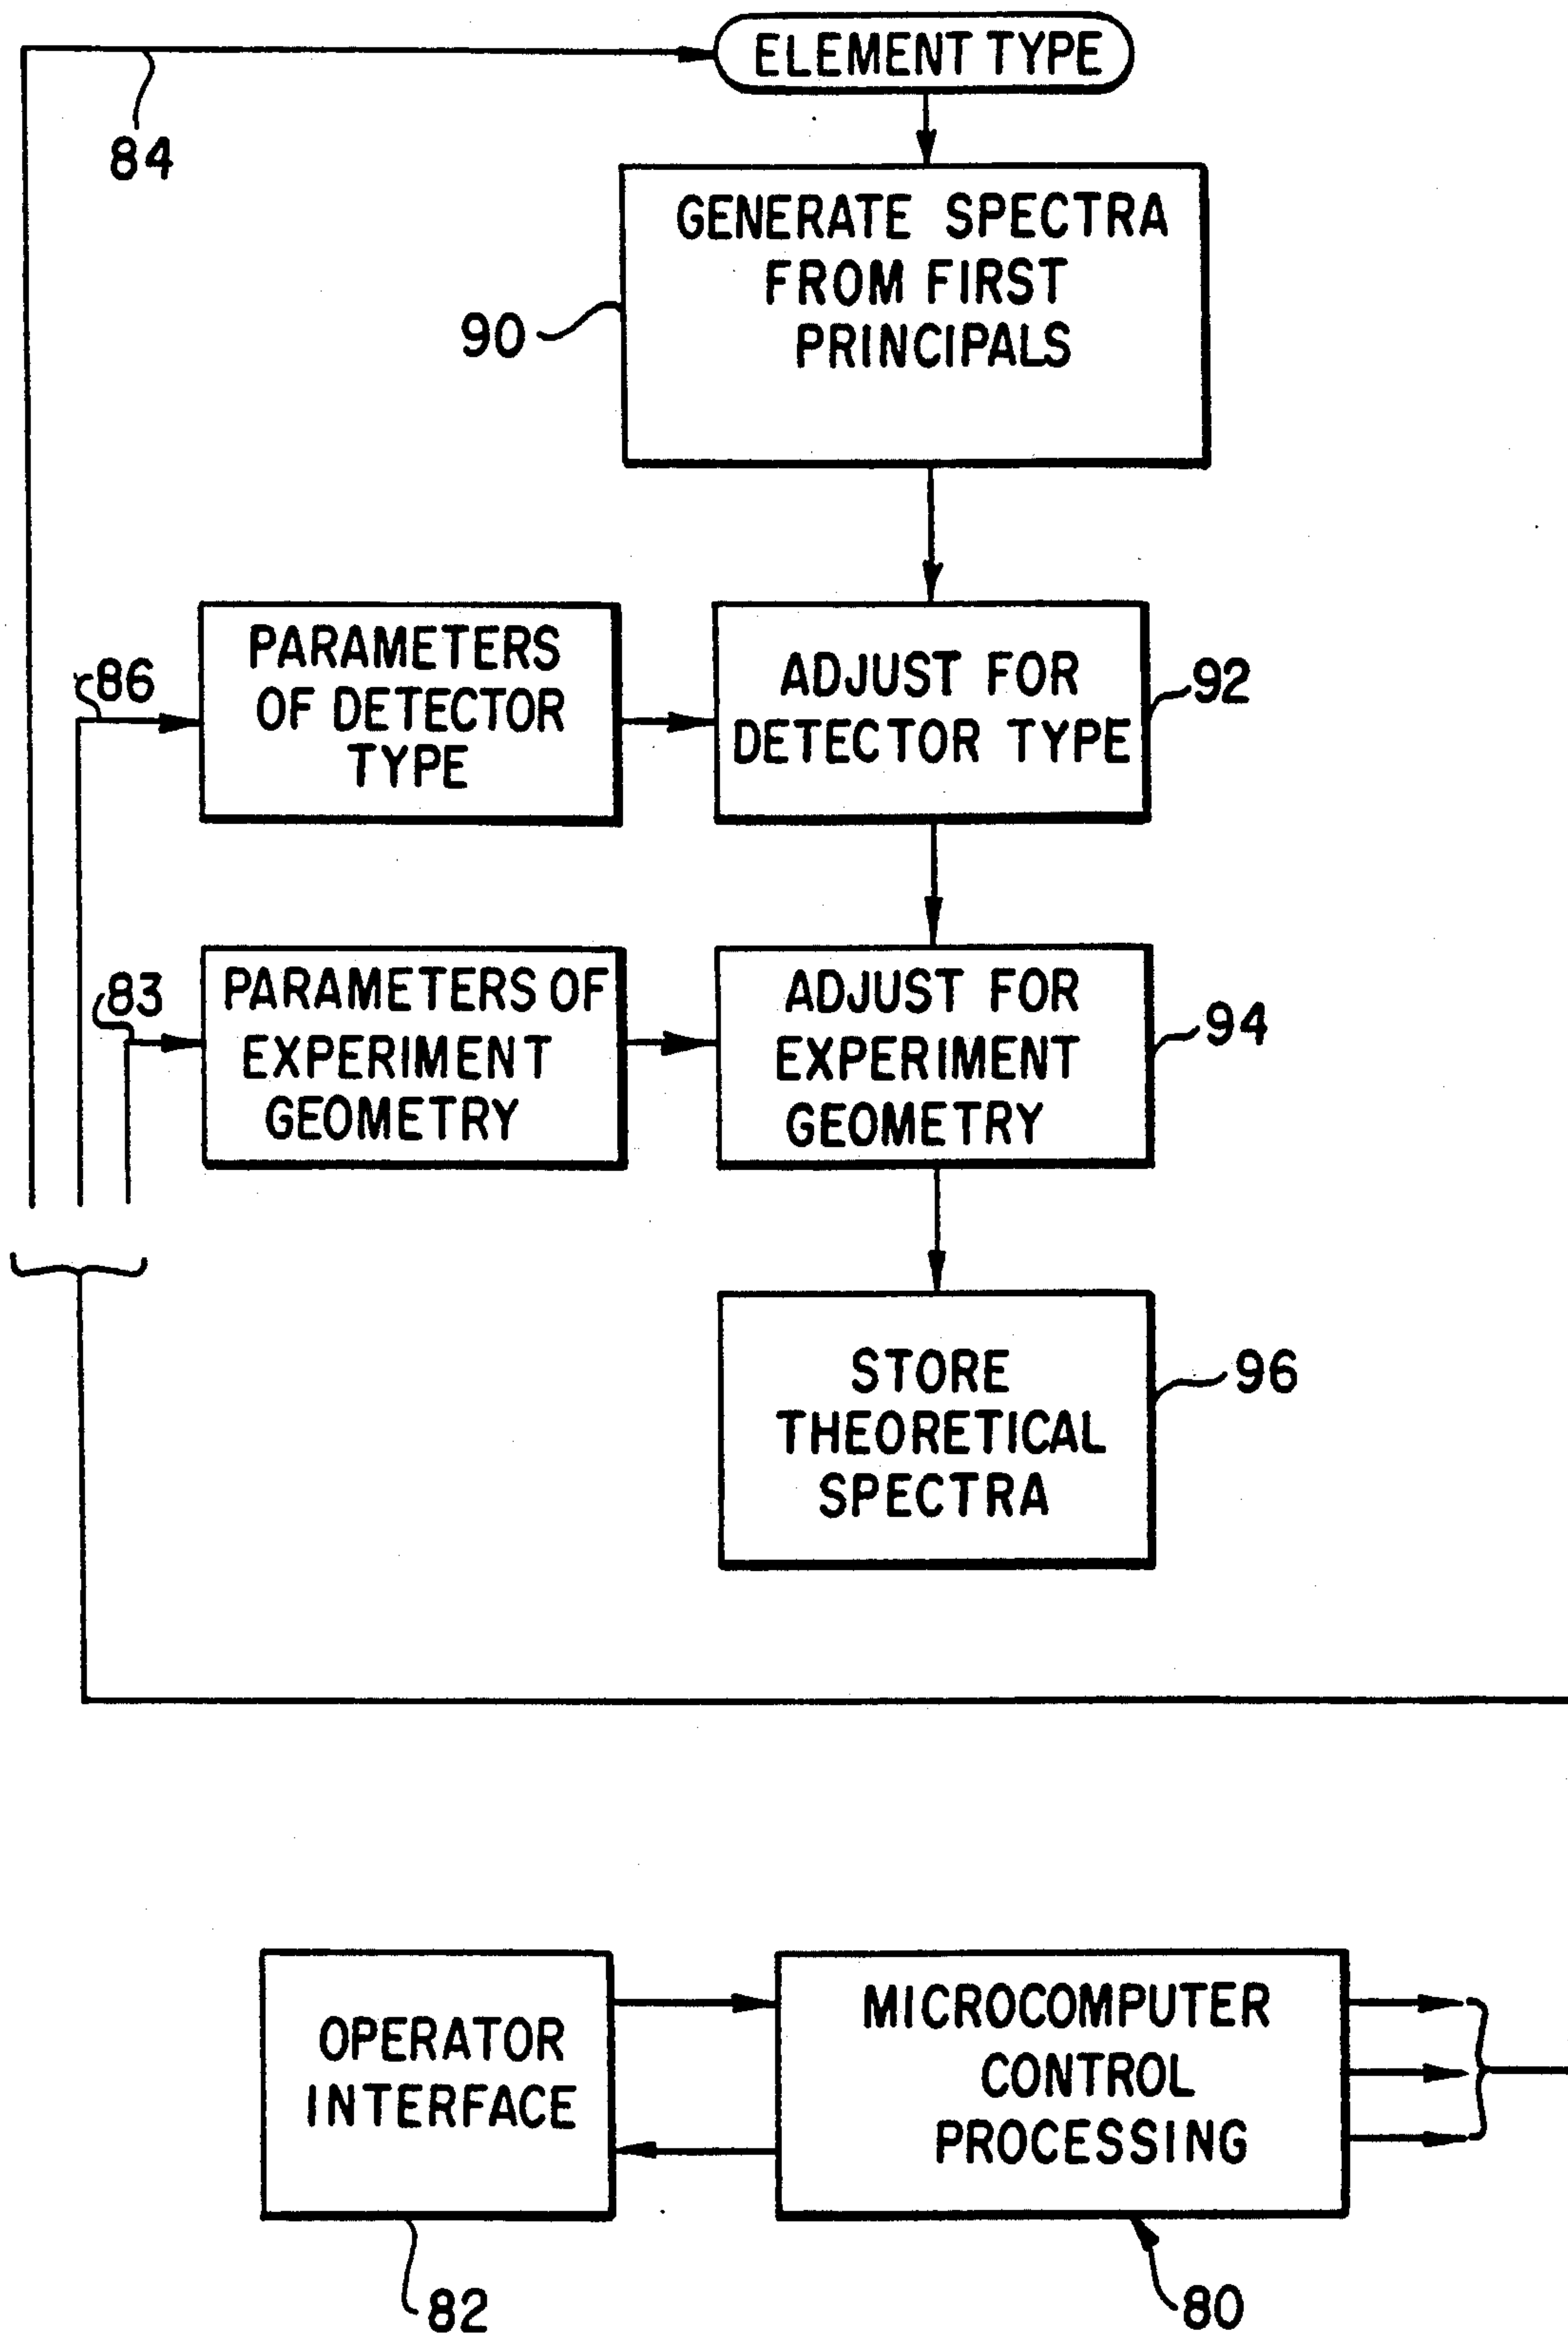 ELEMENT TYPE
84
GENERATE SPECTRA
FROM FIRST
PRINCIPALS
90
86
PARAMETERS
OF DETECTOR
TYPE
ADJUST FOR
DETECTOR TYPE
92
83
PARAMETERS OF
EXPERIMENT
GEOMETRY
ADJUST FOR
EXPERIMENT
GEOMETRY
94
STORE
THEORETICAL
SPECTRA
96
OPERATOR
INTERFACE
82
MICROCOMPUTER
CONTROL
PROCESSING
80